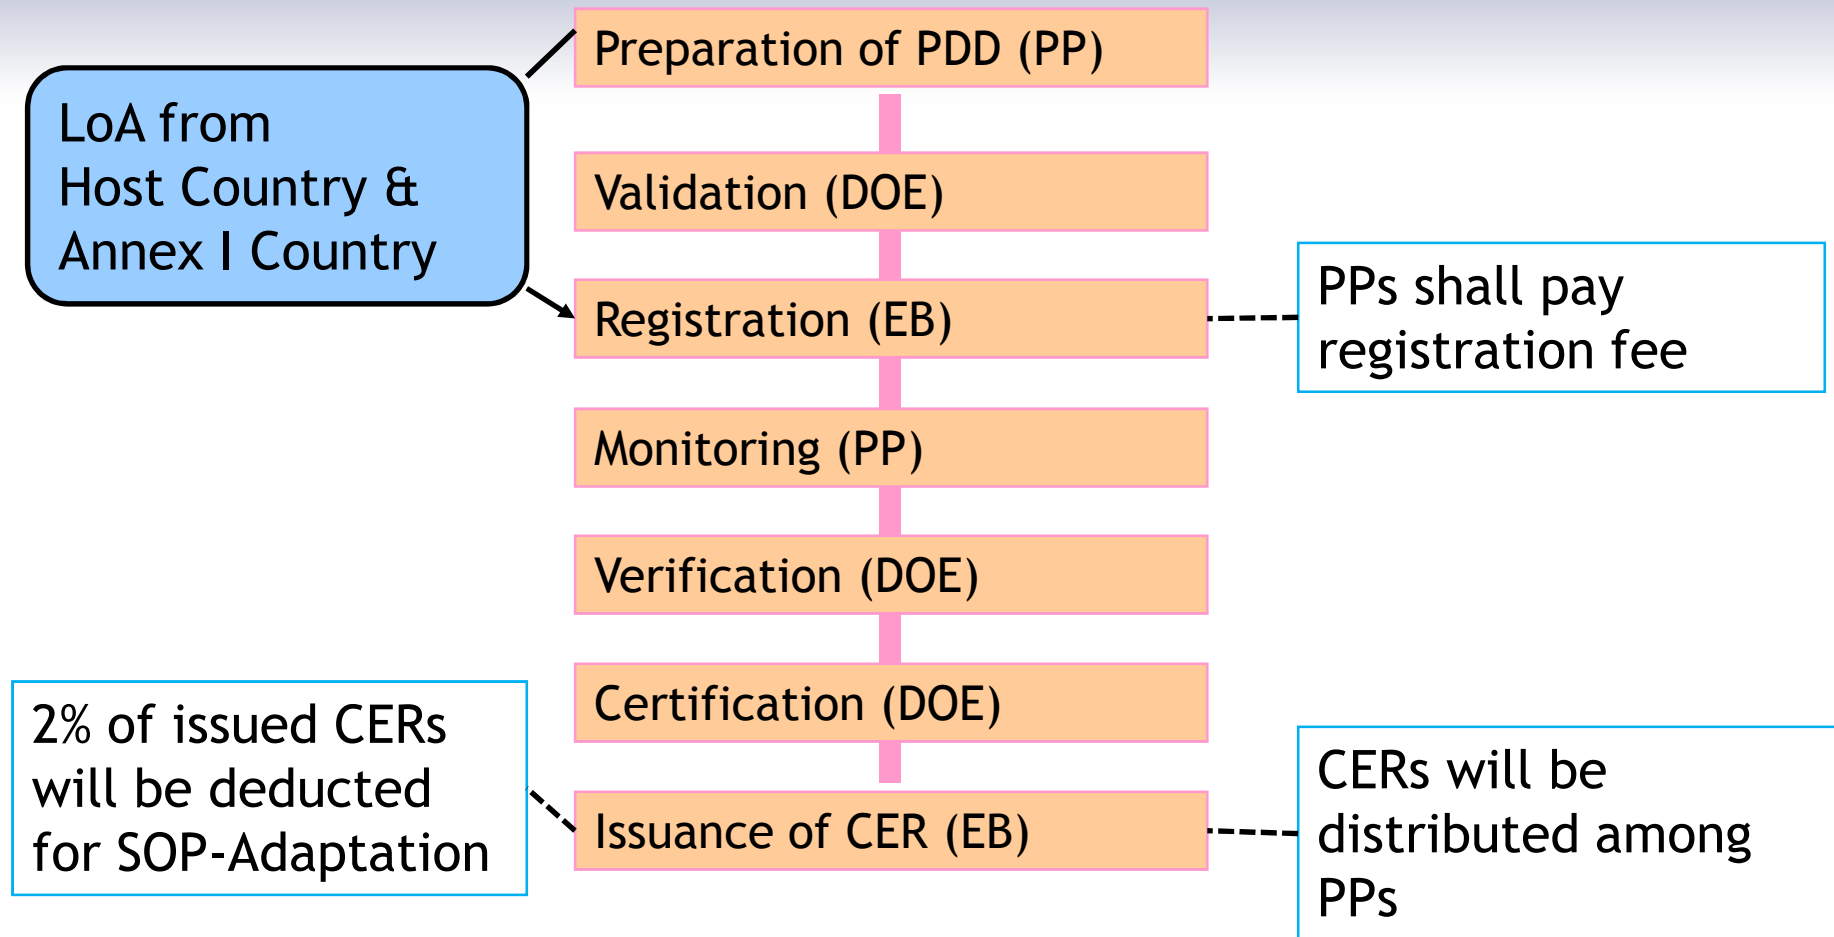 Preparation of PDD (PP)
LoA from
Host Country &
Annex I Country
Validation (DOE)
Registration (EB)
PPs shall pay
registration fee
Monitoring (PP)
Verification (DOE)
Certification (DOE)
2% of issued CERs
will be deducted
for SOP-Adaptation
Issuance of CER (EB)
CERs will be
distributed among
PPs